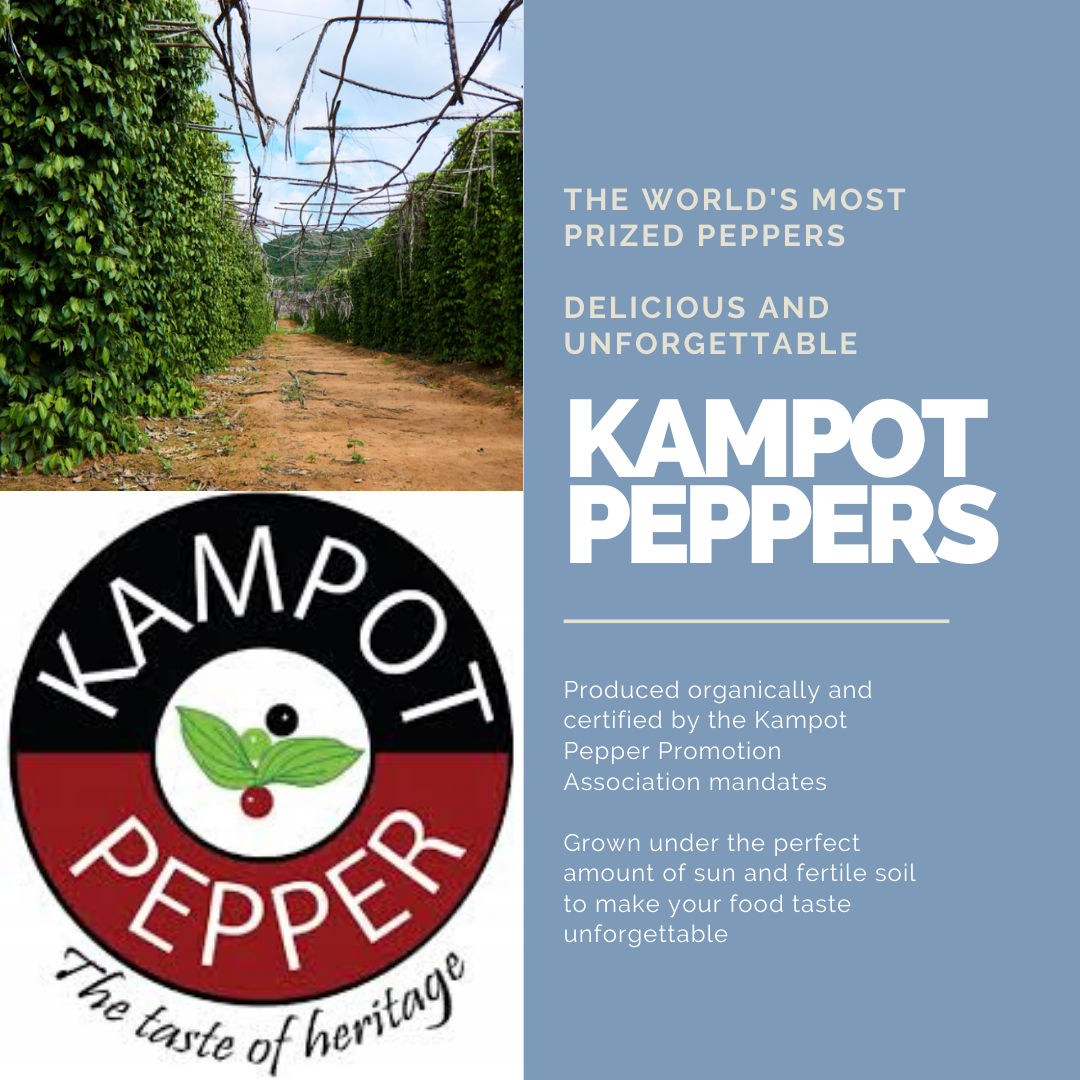 THE WORLD'S MOST
PRIZED PEPPERS
DELICIOUS AND
UNFORGETTABLE
KAMPOT
PEPPERS
Produced organically and
certified by the Kampot
Pepper Promotion
Association mandates
Grown under the perfect
amount of sun and fertile soil
to make your food taste
unforgettable
KAMPOT
PEPPER
The taste of heritage